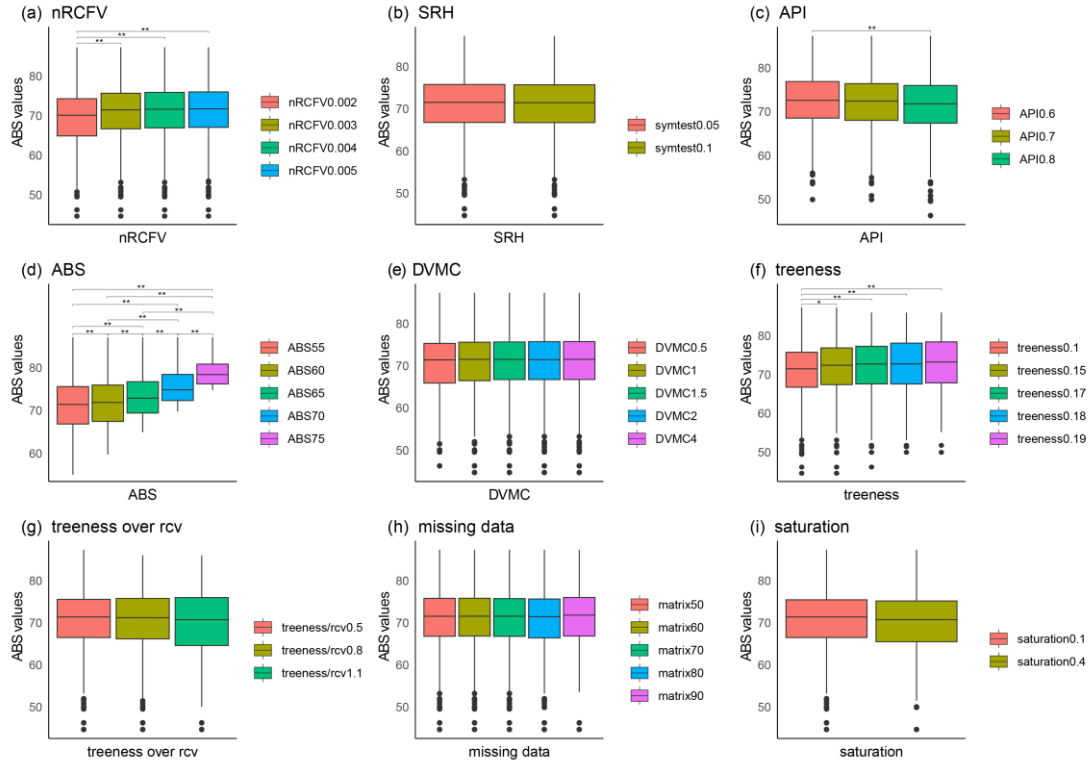 (a) nRCFV
ABS values
80
70
60
50
** ** **
**
nRCFV0.002
nRCFV0.003
nRCFV0.004
nRCFV0.005
nRCFV
(b) SRH
ABS values
80
70
60
50
symtest0.05
symtest0.1
SRH
(c) API
ABS values
80
70
60
50
**
API0.6
API0.7
API0.8
API
(d) ABS
ABS values
80
70
60
**
**
**
**
**
**
** ** ** **
ABS55
ABS60
ABS65
ABS70
ABS75
ABS
(e) DVMC
ABS values
80
70
60
50
DVMC0.5
DVMC1
DVMC1.5
DVMC2
DVMC4
DVMC
(f) treeness
ABS values
80
70
60
50
**
**
**
*
treeness0.1
treeness0.15
treeness0.17
treeness0.18
treeness0.19
treeness
(g) treeness over rcv
ABS values
80
70
60
50
treeness/rcv0.5
treeness/rcv0.8
treeness/rcv1.1
treeness over rcv
(h) missing data
ABS values
80
70
60
50
matrix50
matrix60
matrix70
matrix80
matrix90
missing data
(i) saturation
ABS values
80
70
60
50
saturation0.1
saturation0.4
saturation